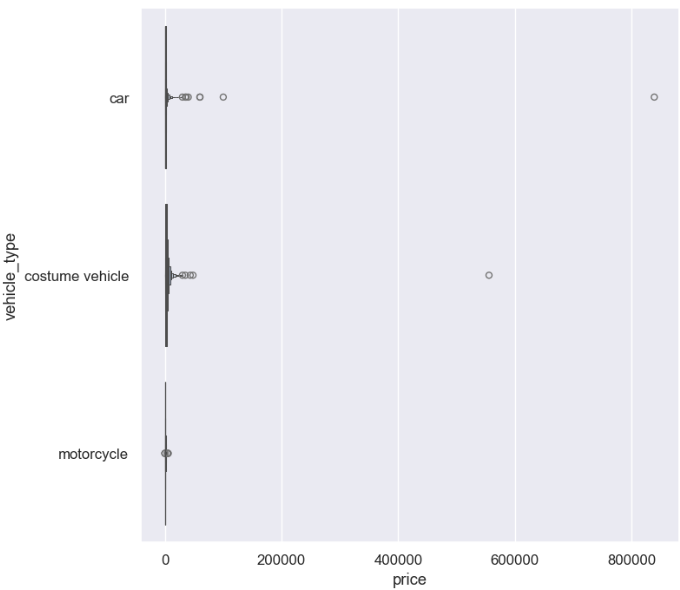 car
costume vehicle
motorcycle
vehicle_type
0 200000 400000 600000 800000
price